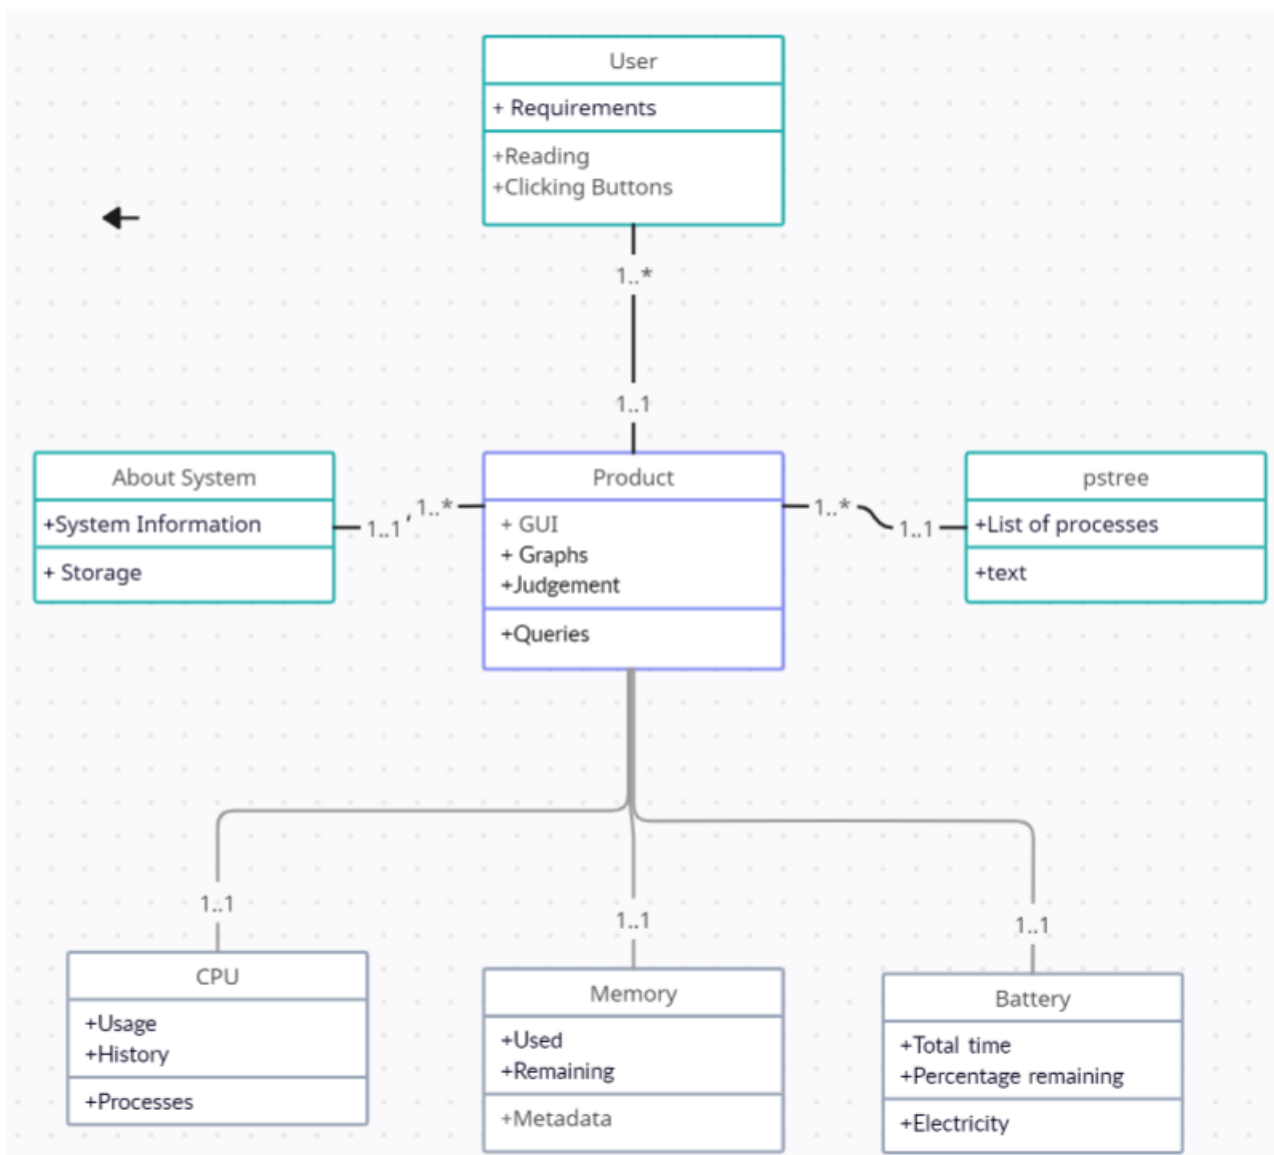 User
+ Requirements
+Reading
+Clicking Buttons
1..*
1..1
About System
+System Information
+ Storage
1..1
1..*
Product
+ GUI
+ Graphs
+Judgement
+Queries
1..*
1..1
pstree
+List of processes
+text
1..1
CPU
+Usage
+History
+Processes
1..1
Memory
+Used
+Remaining
+Metadata
1..1
Battery
+Total time
+Percentage remaining
+Electricity